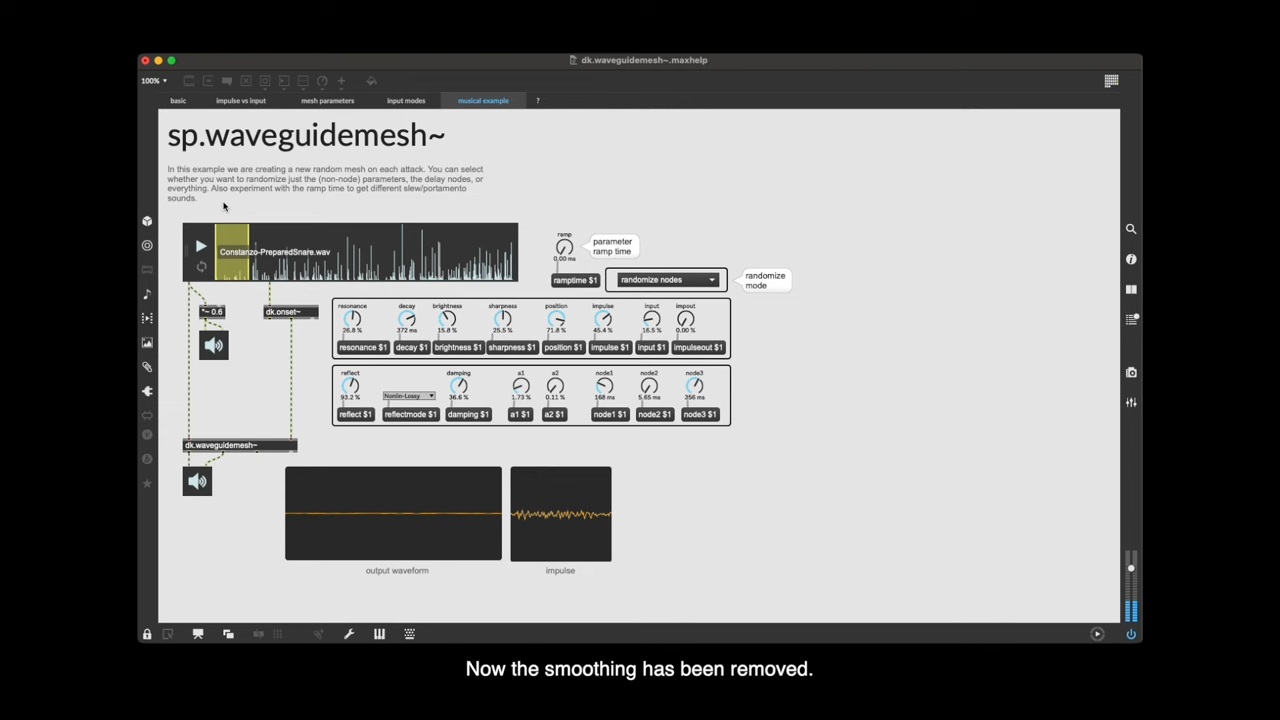 dk.waveguidemesh~.maxhelp
100%
basic
impulse vs input
mesh parameters
input modes
musical example
?
sp.waveguidemesh~
In this example we are creating a new random mesh on each attack. You can select
whether you want to randomize just the (non-node) parameters, the delay nodes, or
everything. Also experiment with the ramp time to get different slew/portamento
sounds.
Constanzo-PreparedSnare.wav
ramp
0.00 ms
parameter
ramp time
ramptime $1
randomize nodes
randomize
mode
*~ 0.6
dk.onset~
resonance decay brightness sharpness position impulse input impout
26.8 % 372 ms 15.8 % 25.5 % 71.8 % 45.4 % 16.5 % 0.00 %
resonance $1 decay $1 brightness $1 sharpness $1 position $1 impulse $1 input $1 impulseout $1
reflect damping a1 a2 node1 node2 node3
93.2 % Nonlin-Lossy 36.6 % 1.73 % 0.11 % 168 ms 5.65 ms 356 ms
reflect $1 reflectmode $1 damping $1 a1 $1 a2 $1 node1 $1 node2 $1 node3 $1
dk.waveguidemesh~
output waveform
impulse
Now the smoothing has been removed.